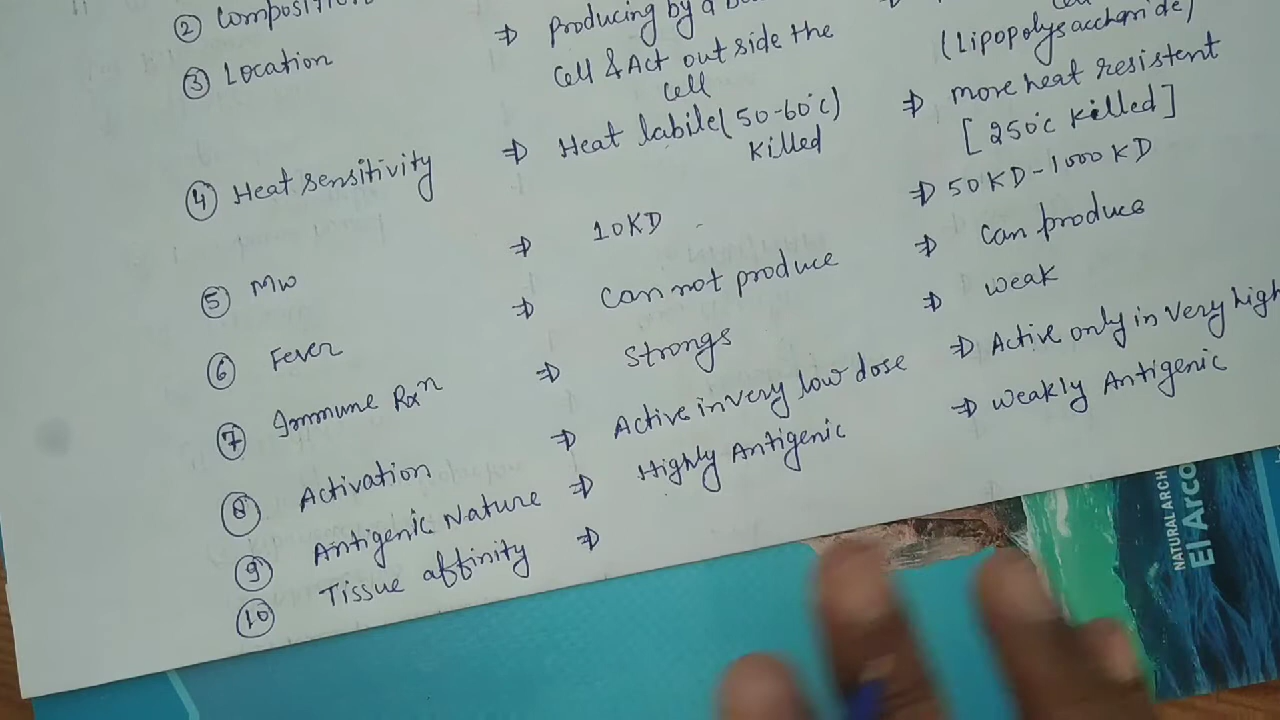 ② Composition
③ Location ⇒ Producing by a
cell & Act out side the
cell
(Lipopolysaccharide)
④ Heat sensitivity ⇒ Heat labile (50-60°c)
killed
⇒ more heat resistent
[250°c killed]
⑤ MW ⇒ 10KD ⇒ 50KD-1000KD
⑥ Fever ⇒ Can not produce ⇒ Can produce
⑦ Immune Rxn ⇒ Strongs ⇒ weak
⑧ Activation ⇒ Active in very low dose ⇒ Active only in very high
⑨ Antigenic Nature ⇒ Highly Antigenic ⇒ weakly Antigenic
⑩ Tissue affinity ⇒
NATURAL ARCH
El Arco